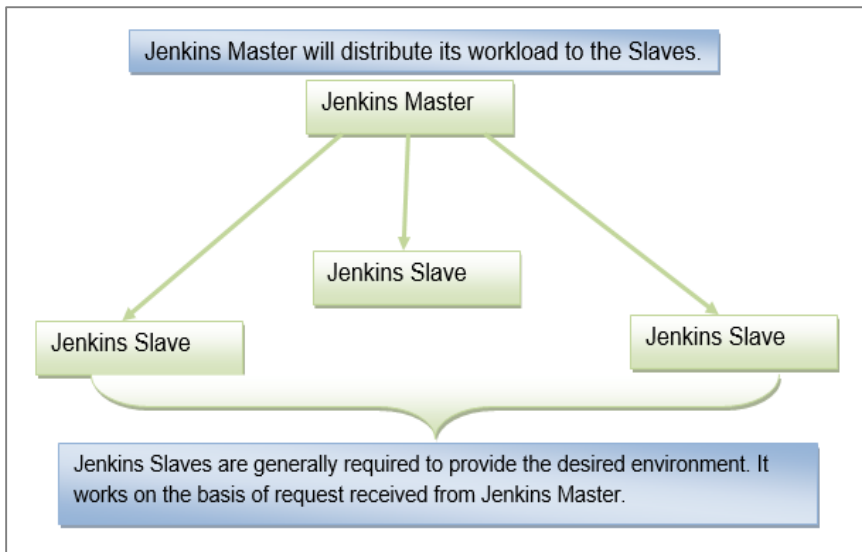 Jenkins Master will distribute its workload to the Slaves.
Jenkins Master
Jenkins Slave
Jenkins Slave
Jenkins Slave
Jenkins Slaves are generally required to provide the desired environment. It
works on the basis of request received from Jenkins Master.